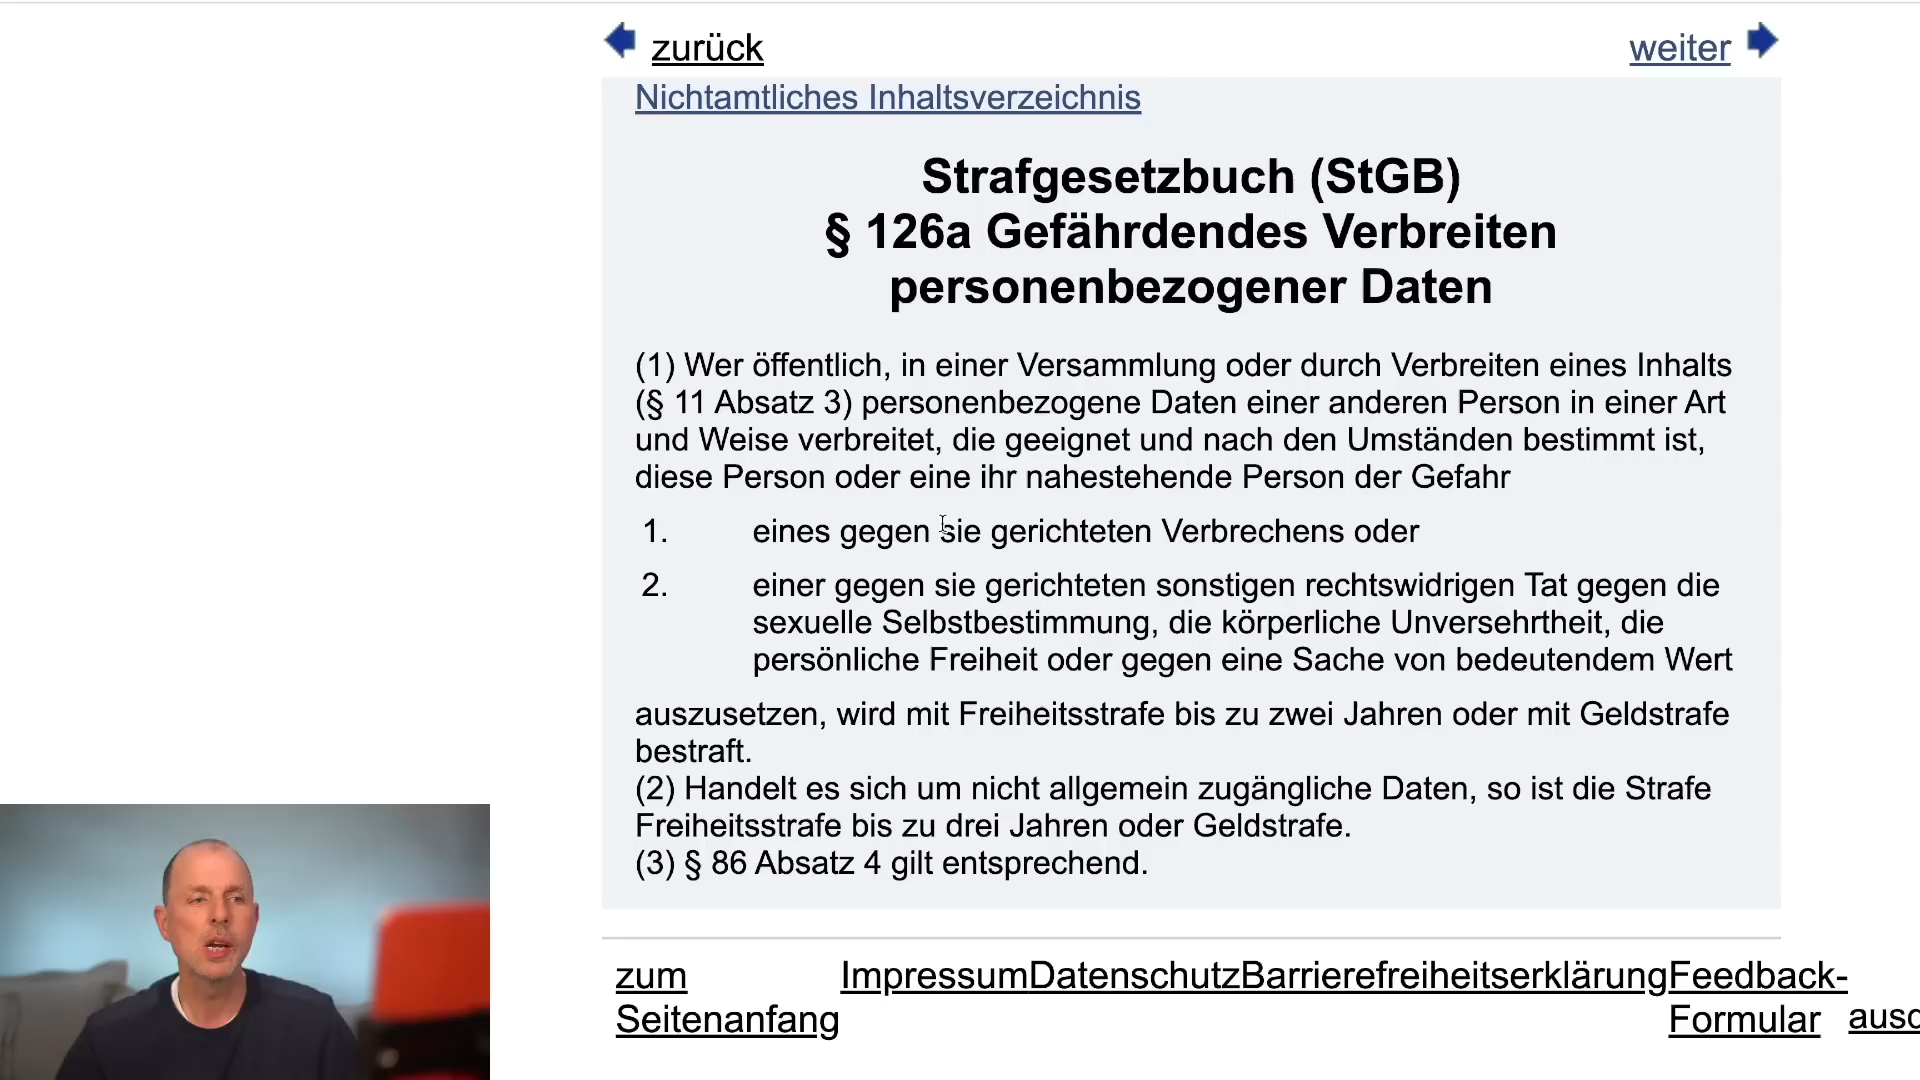 zurück
weiter
Nichtamtliches Inhaltsverzeichnis
Strafgesetzbuch (StGB)
§ 126a Gefährdendes Verbreiten
personenbezogener Daten
(1) Wer öffentlich, in einer Versammlung oder durch Verbreiten eines Inhalts
(§ 11 Absatz 3) personenbezogene Daten einer anderen Person in einer Art
und Weise verbreitet, die geeignet und nach den Umständen bestimmt ist,
diese Person oder eine ihr nahestehende Person der Gefahr
1. eines gegen sie gerichteten Verbrechens oder
2. einer gegen sie gerichteten sonstigen rechtswidrigen Tat gegen die
sexuelle Selbstbestimmung, die körperliche Unversehrtheit, die
persönliche Freiheit oder gegen eine Sache von bedeutendem Wert
auszusetzen, wird mit Freiheitsstrafe bis zu zwei Jahren oder mit Geldstrafe
bestraft.
(2) Handelt es sich um nicht allgemein zugängliche Daten, so ist die Strafe
Freiheitsstrafe bis zu drei Jahren oder Geldstrafe.
(3) § 86 Absatz 4 gilt entsprechend.
zum
Seitenanfang
Impressum
Datenschutz
Barrierefreiheitserklärung
Feedback-
Formular